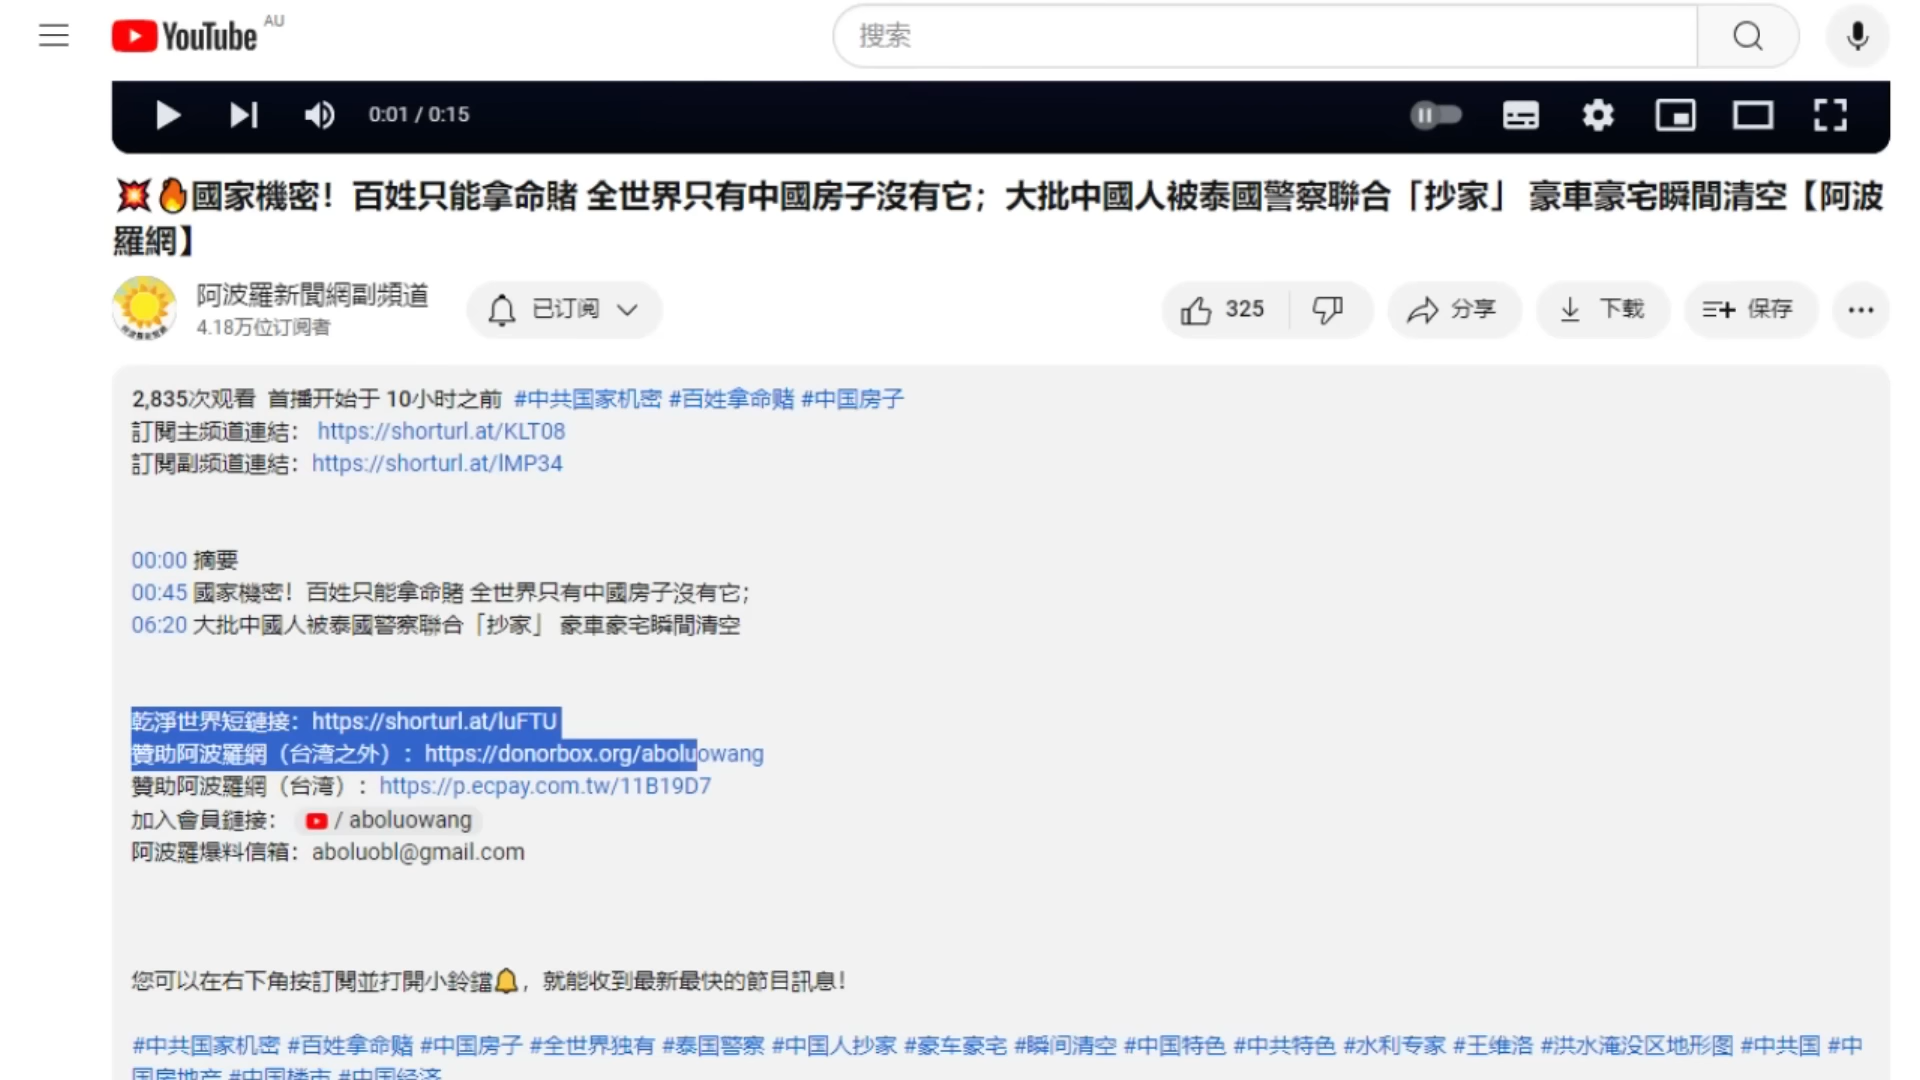 YouTube AU
搜索
0:01 / 0:15
💥🔥國家機密！百姓只能拿命賭 全世界只有中國房子沒有它；大批中國人被泰國警察聯合「抄家」 豪車豪宅瞬間清空【阿波
羅網】
阿波羅新聞網副頻道
4.18万位订阅者
已订阅
325
分享
下载
保存
2,835次观看 首播开始于 10小时之前 #中共国家机密 #百姓拿命赌 #中国房子
訂閱主頻道連結： https://shorturl.at/KLT08
訂閱副頻道連結：https://shorturl.at/lMP34
00:00 摘要
00:45 國家機密！百姓只能拿命賭 全世界只有中國房子沒有它；
06:20 大批中國人被泰國警察聯合「抄家」 豪車豪宅瞬間清空
乾淨世界短鏈接：https://shorturl.at/luFTU
贊助阿波羅網（台湾之外）：https://donorbox.org/aboluowang
贊助阿波羅網（台湾）：https://p.ecpay.com.tw/11B19D7
加入會員鏈接： / aboluowang
阿波羅爆料信箱：aboluobl@gmail.com
您可以在右下角按訂閱並打開小鈴鐺🔔，就能收到最新最快的節目訊息！
#中共国家机密 #百姓拿命赌 #中国房子 #全世界独有 #泰国警察 #中国人抄家 #豪车豪宅 #瞬间清空 #中国特色 #中共特色 #水利专家 #王维洛 #洪水淹没区地形图 #中共国 #中
国房地产 #中国楼市 #中国经济